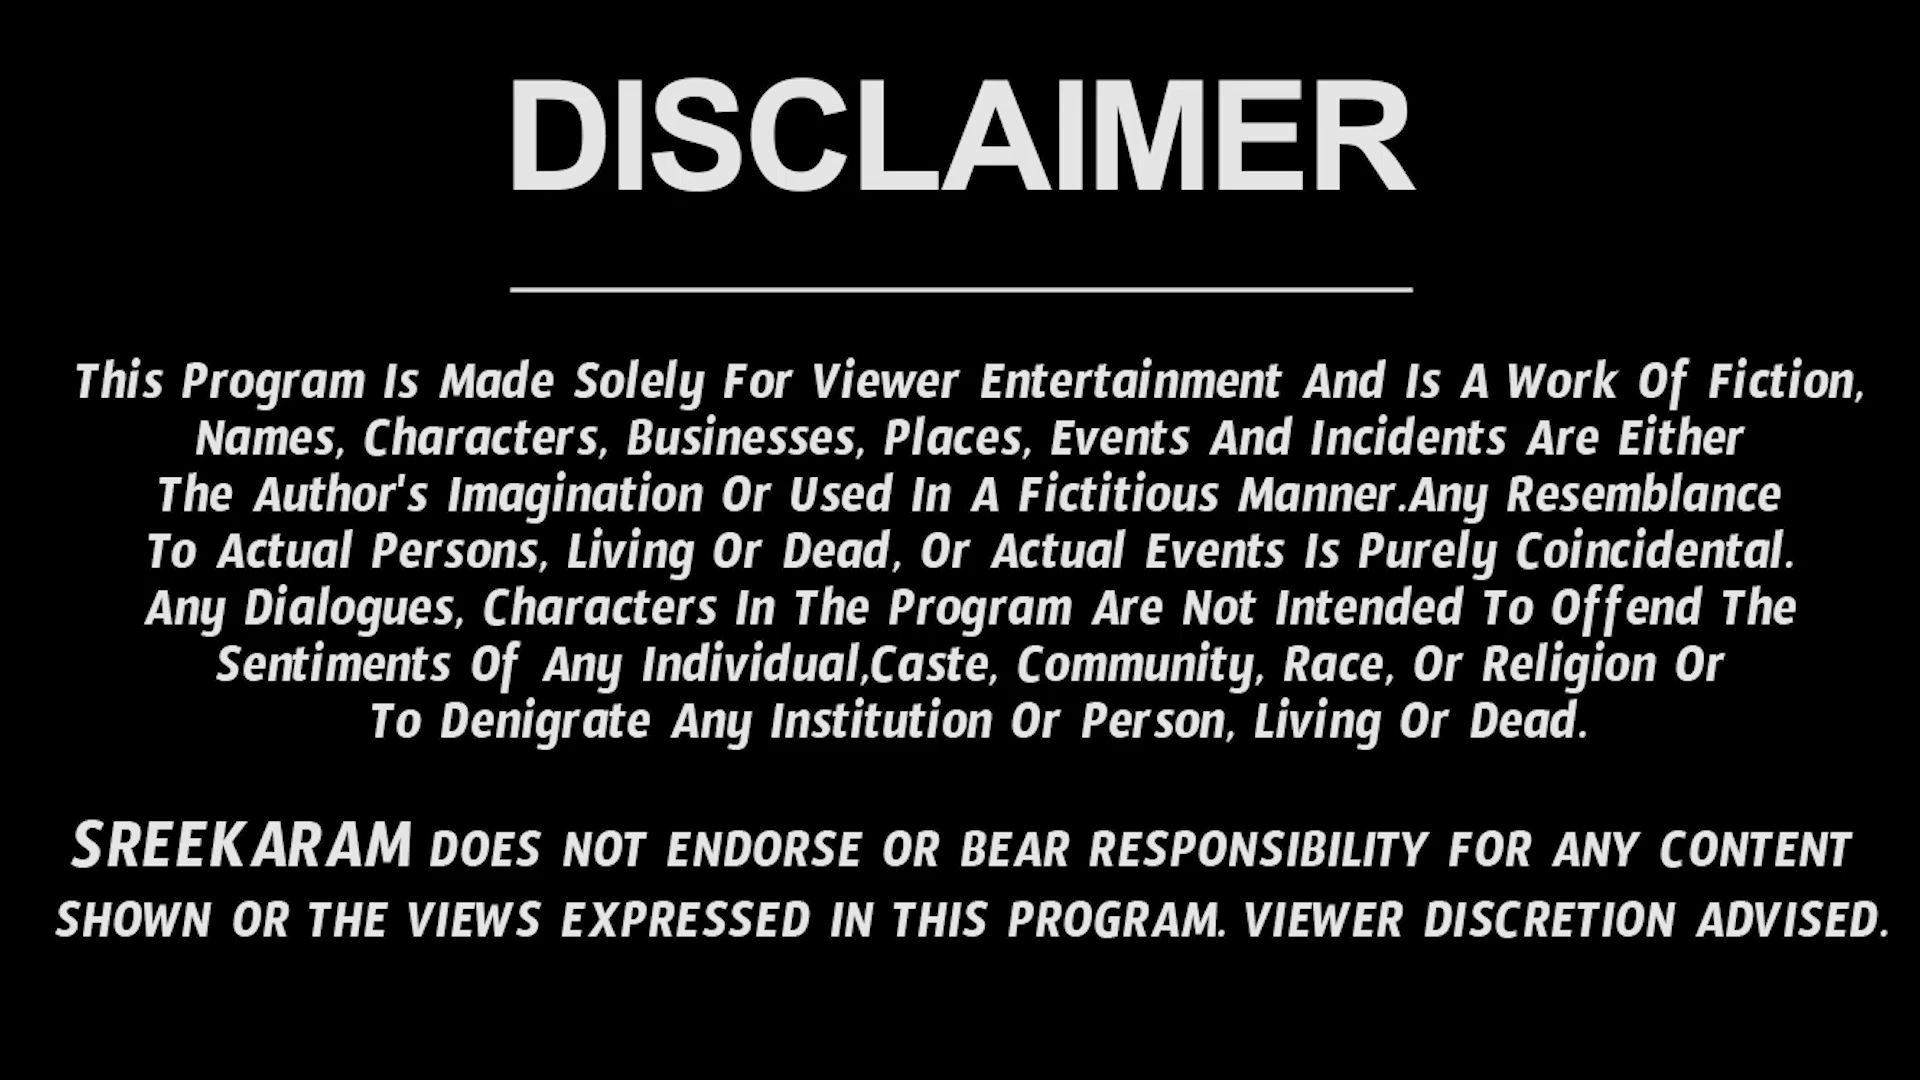 DISCLAIMER
This Program Is Made Solely For Viewer Entertainment And Is A Work Of Fiction,
Names, Characters, Businesses, Places, Events And Incidents Are Either
The Author's Imagination Or Used In A Fictitious Manner.Any Resemblance
To Actual Persons, Living Or Dead, Or Actual Events Is Purely Coincidental.
Any Dialogues, Characters In The Program Are Not Intended To Offend The
Sentiments Of Any Individual,Caste, Community, Race, Or Religion Or
To Denigrate Any Institution Or Person, Living Or Dead.
SREEKARAM DOES NOT ENDORSE OR BEAR RESPONSIBILITY FOR ANY CONTENT
SHOWN OR THE VIEWS EXPRESSED IN THIS PROGRAM. VIEWER DISCRETION ADVISED.